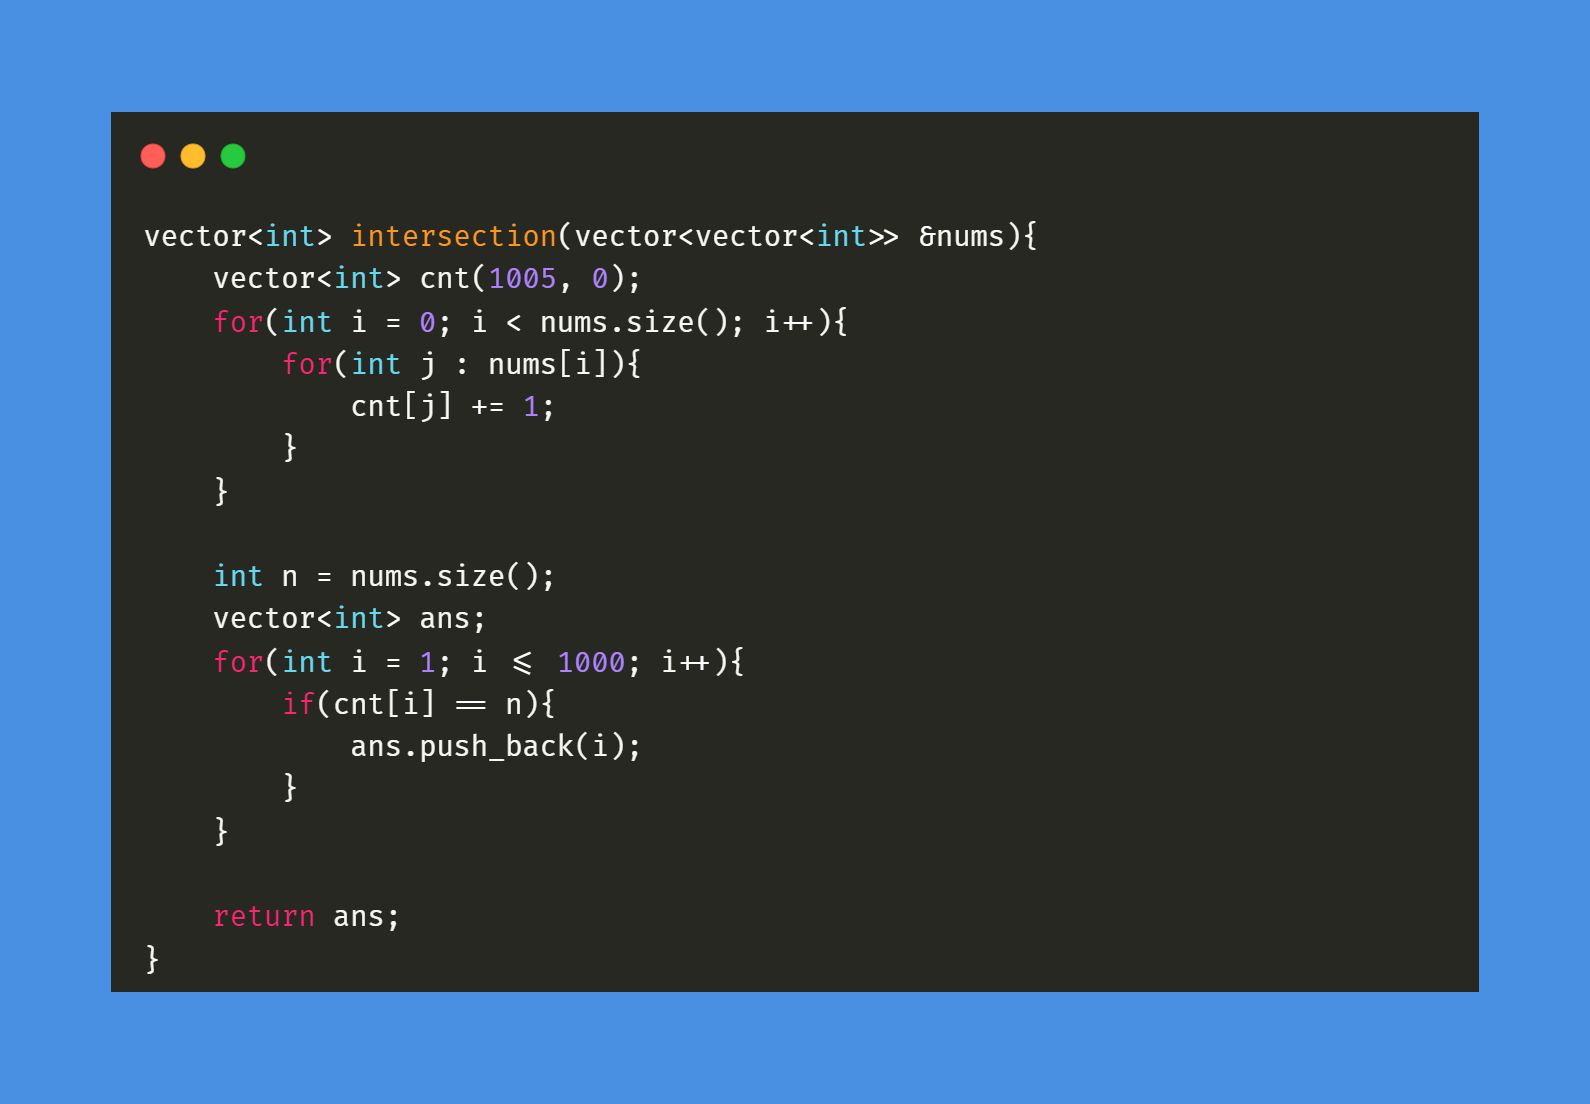 vector<int> intersection(vector<vector<int>> &nums){
    vector<int> cnt(1005, 0);
    for(int i = 0; i < nums.size(); i++){
        for(int j : nums[i]){
            cnt[j] += 1;
        }
    }

    int n = nums.size();
    vector<int> ans;
    for(int i = 1; i <= 1000; i++){
        if(cnt[i] == n){
            ans.push_back(i);
        }
    }

    return ans;
}